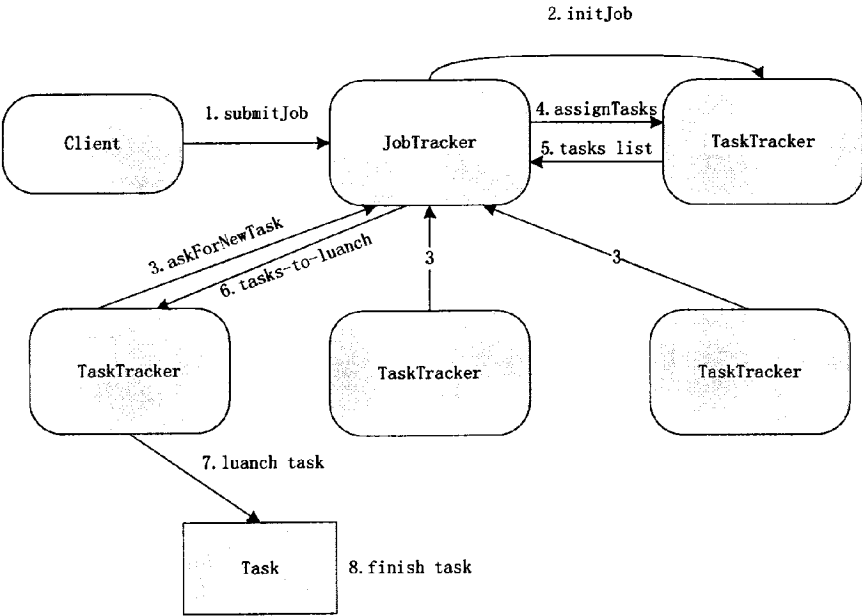 2.initJob
1.submitJob
Client
JobTracker
4.assignTasks
5.tasks list
TaskTracker
3.askForNewTask
6.tasks-to-luanch
3
3
TaskTracker
TaskTracker
TaskTracker
7.luanch task
Task
8.finish task